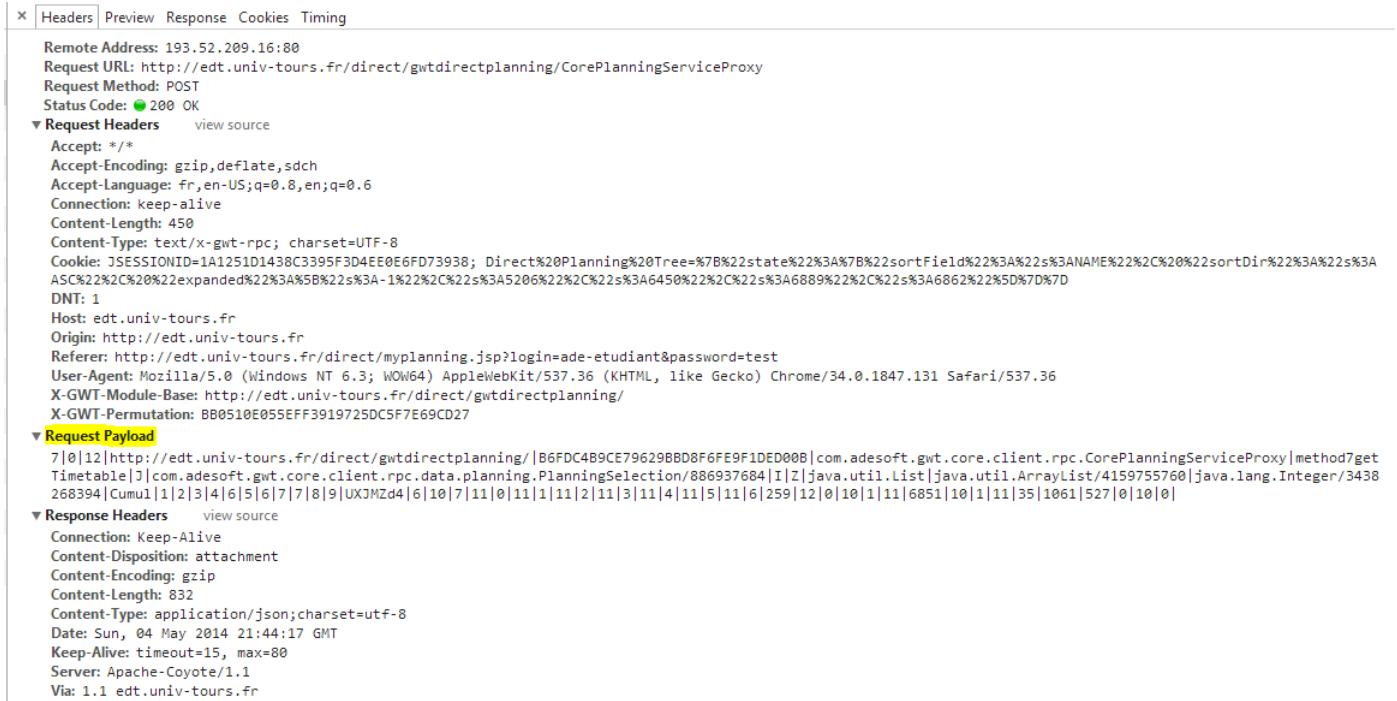 × Headers Preview Response Cookies Timing
Remote Address: 193.52.209.16:80
Request URL: http://edt.univ-tours.fr/direct/gwtdirectplanning/CorePlanningServiceProxy
Request Method: POST
Status Code: 200 OK
▼ Request Headers view source
Accept: */*
Accept-Encoding: gzip,deflate,sdch
Accept-Language: fr,en-US;q=0.8,en;q=0.6
Connection: keep-alive
Content-Length: 450
Content-Type: text/x-gwt-rpc; charset=UTF-8
Cookie: JSESSIONID=1A1251D1438C3395F3D4EE0E6FD73938; Direct%20Planning%20Tree=%7B%22state%22%3A%7B%22sortField%22%3A%22s%3ANAME%22%2C%20%22sortDir%22%3A%22s%3A
ASC%22%2C%20%22expanded%22%3A%5B%22s%3A-1%22%2C%22s%3A5206%22%2C%22s%3A6450%22%2C%22s%3A6889%22%2C%22s%3A6862%22%5D%7D%7D
DNT: 1
Host: edt.univ-tours.fr
Origin: http://edt.univ-tours.fr
Referer: http://edt.univ-tours.fr/direct/myplanning.jsp?login=ade-etudiant&password=test
User-Agent: Mozilla/5.0 (Windows NT 6.3; WOW64) AppleWebKit/537.36 (KHTML, like Gecko) Chrome/34.0.1847.131 Safari/537.36
X-GWT-Module-Base: http://edt.univ-tours.fr/direct/gwtdirectplanning/
X-GWT-Permutation: BB0510E055EFF3919725DC5F7E69CD27
▼ Request Payload
7|0|12|http://edt.univ-tours.fr/direct/gwtdirectplanning/|B6FDC4B9CE79629BBD8F6FE9F1DED00B|com.adesoft.gwt.core.client.rpc.CorePlanningServiceProxy|method7get
Timetable|J|com.adesoft.gwt.core.client.rpc.data.planning.PlanningSelection/886937684|I|Z|java.util.List|java.util.ArrayList/4159755760|java.lang.Integer/3438
268394|Cumul|1|2|3|4|6|5|6|7|7|8|9|UXJMZd4|6|10|7|11|0|11|1|11|2|11|3|11|4|11|5|11|6|259|12|0|10|1|11|6851|10|1|11|35|1061|527|0|10|0|
▼ Response Headers view source
Connection: Keep-Alive
Content-Disposition: attachment
Content-Encoding: gzip
Content-Length: 832
Content-Type: application/json;charset=utf-8
Date: Sun, 04 May 2014 21:44:17 GMT
Keep-Alive: timeout=15, max=80
Server: Apache-Coyote/1.1
Via: 1.1 edt.univ-tours.fr